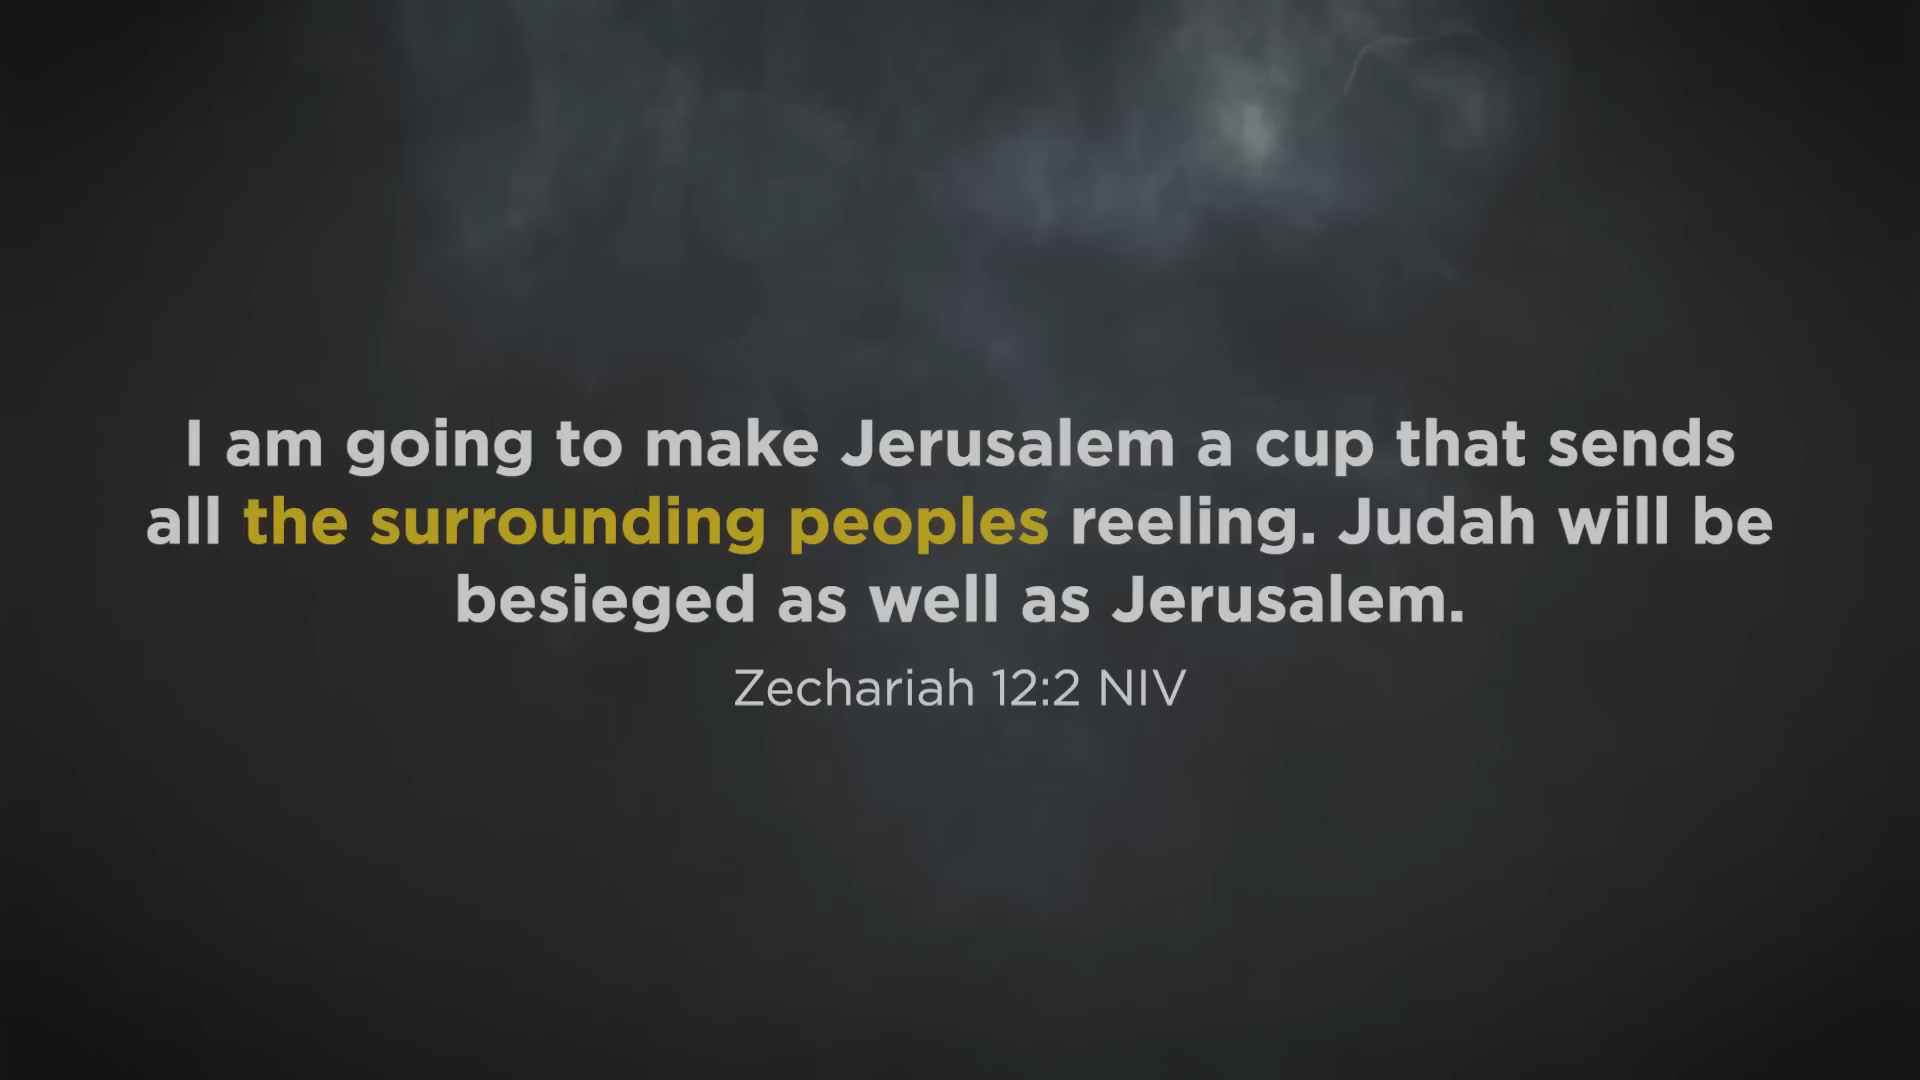 I am going to make Jerusalem a cup that sends
all the surrounding peoples reeling. Judah will be
besieged as well as Jerusalem.
Zechariah 12:2 NIV